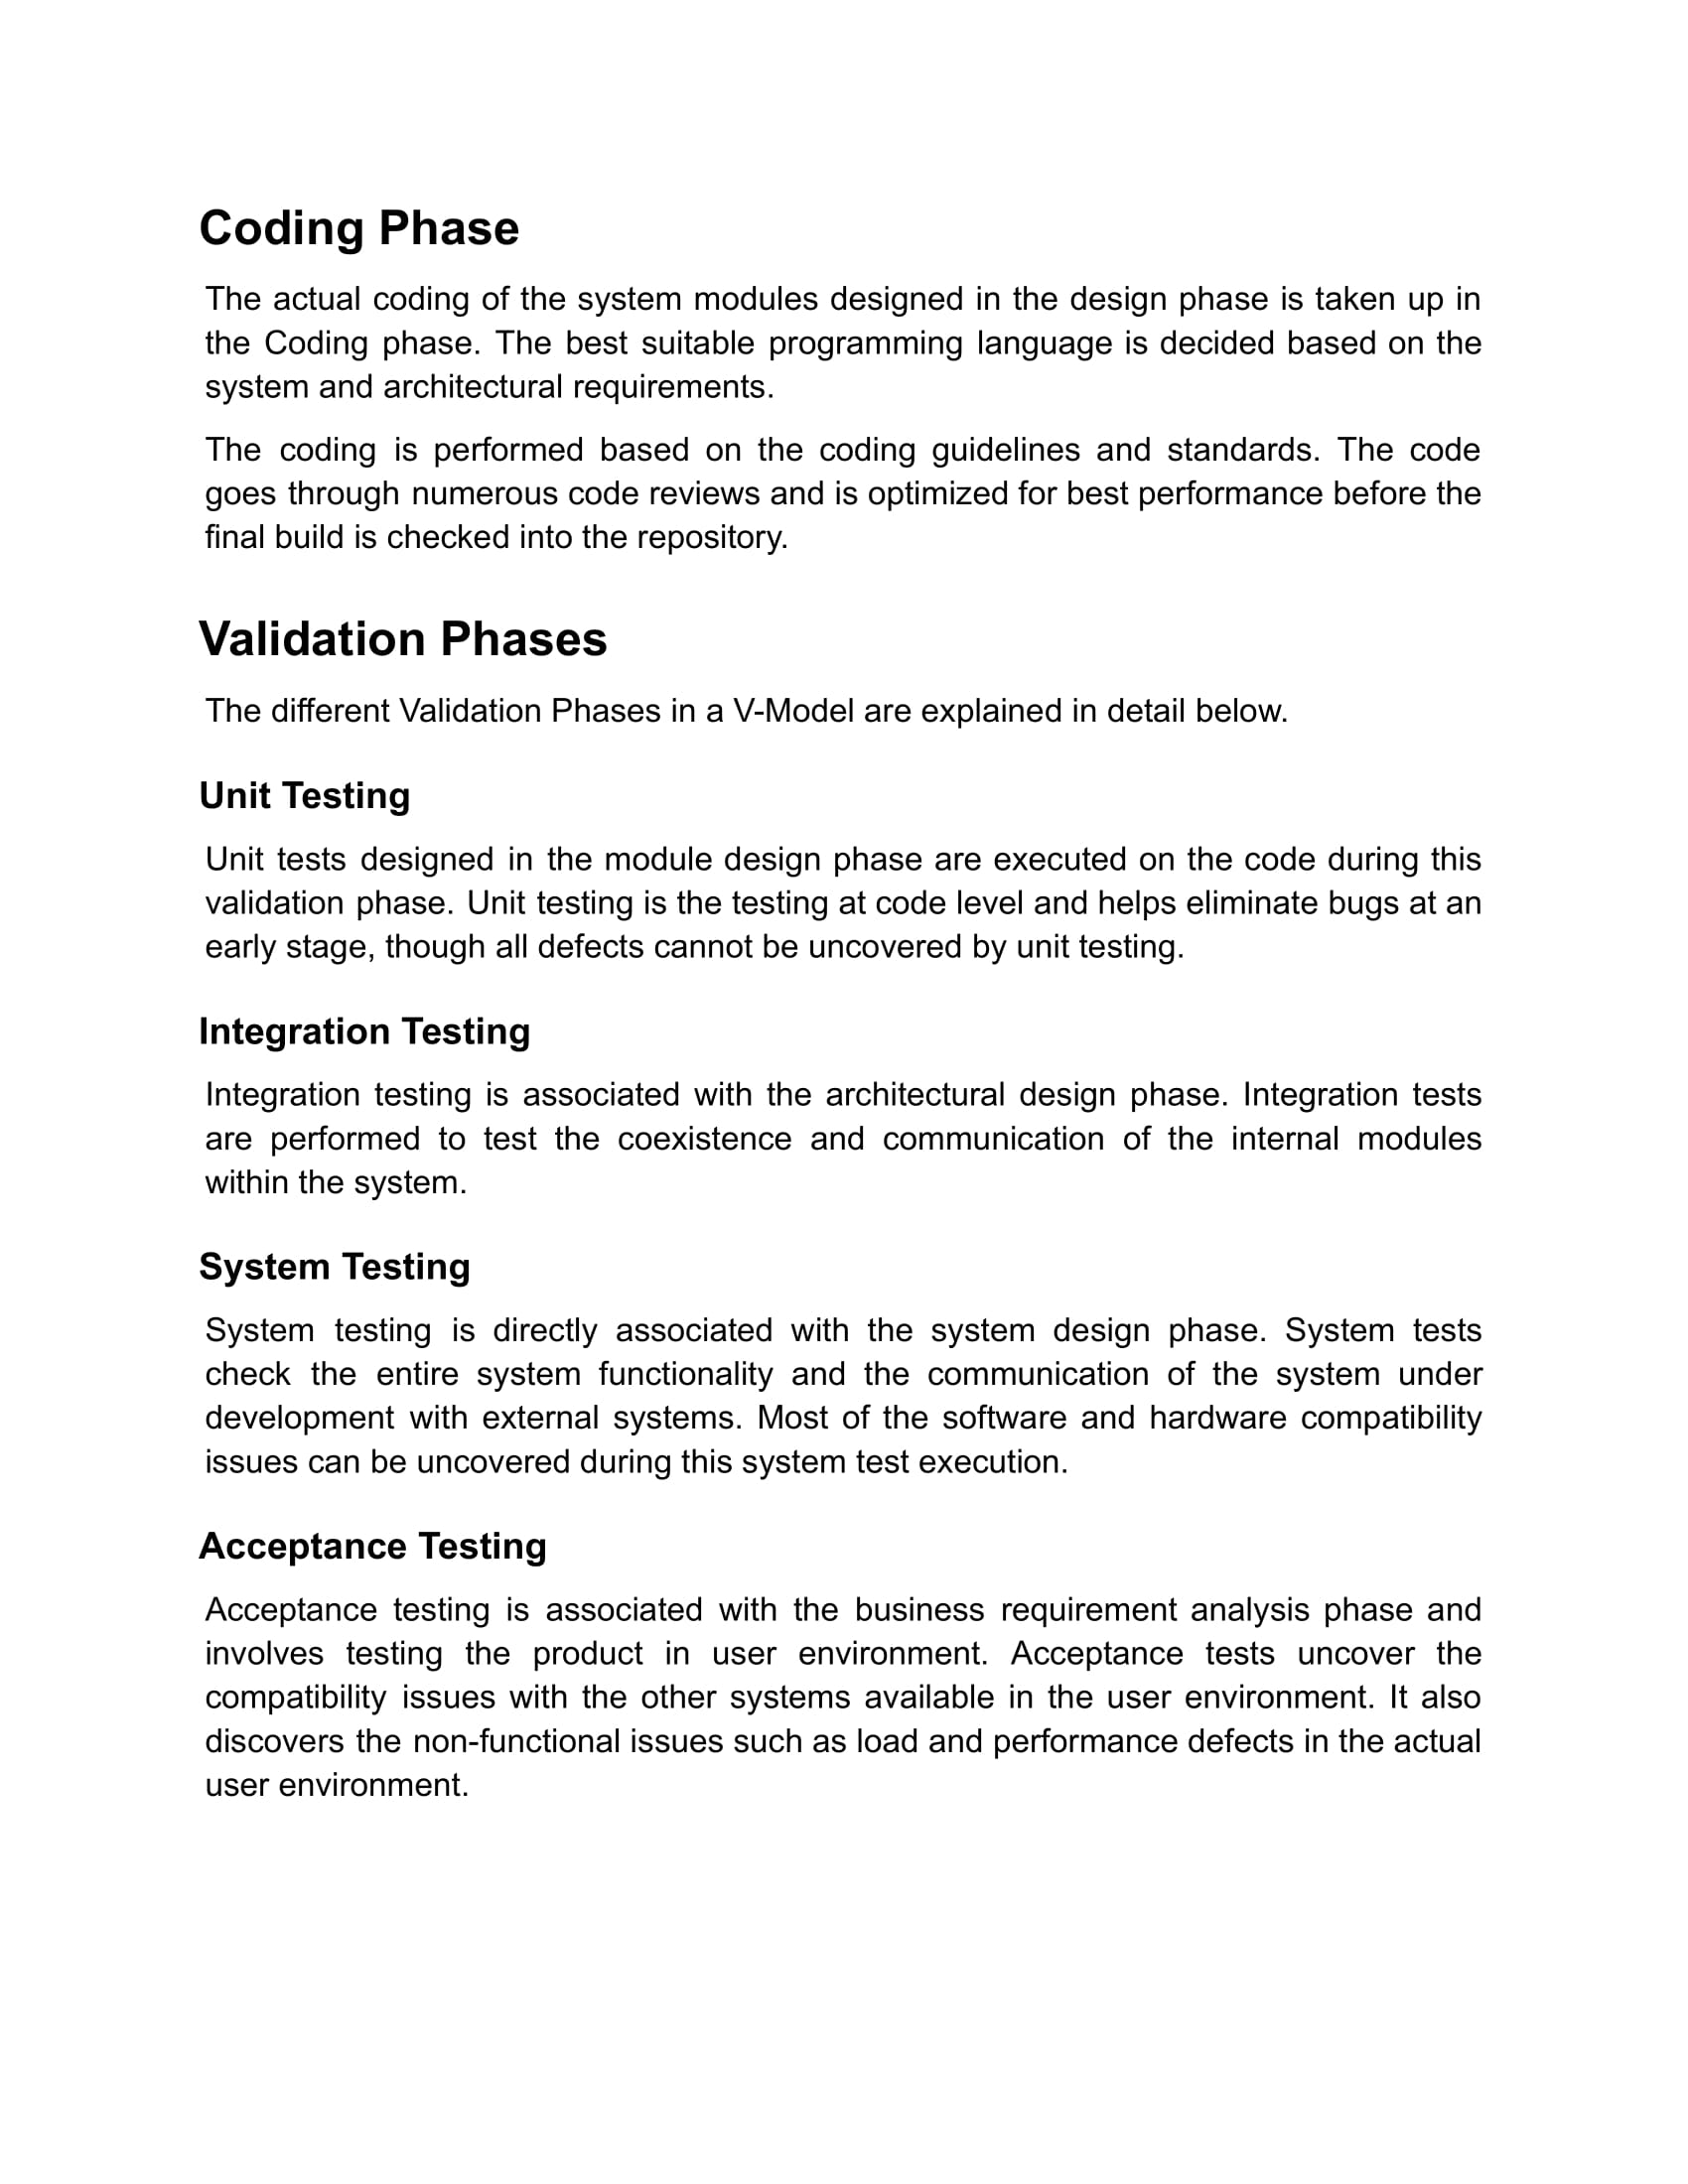 Coding Phase
The actual coding of the system modules designed in the design phase is taken up in
the Coding phase. The best suitable programming language is decided based on the
system and architectural requirements.
The coding is performed based on the coding guidelines and standards. The code
goes through numerous code reviews and is optimized for best performance before the
final build is checked into the repository.
Validation Phases
The different Validation Phases in a V-Model are explained in detail below.
Unit Testing
Unit tests designed in the module design phase are executed on the code during this
validation phase. Unit testing is the testing at code level and helps eliminate bugs at an
early stage, though all defects cannot be uncovered by unit testing.
Integration Testing
Integration testing is associated with the architectural design phase. Integration tests
are performed to test the coexistence and communication of the internal modules
within the system.
System Testing
System testing is directly associated with the system design phase. System tests
check the entire system functionality and the communication of the system under
development with external systems. Most of the software and hardware compatibility
issues can be uncovered during this system test execution.
Acceptance Testing
Acceptance testing is associated with the business requirement analysis phase and
involves testing the product in user environment. Acceptance tests uncover the
compatibility issues with the other systems available in the user environment. It also
discovers the non-functional issues such as load and performance defects in the actual
user environment.